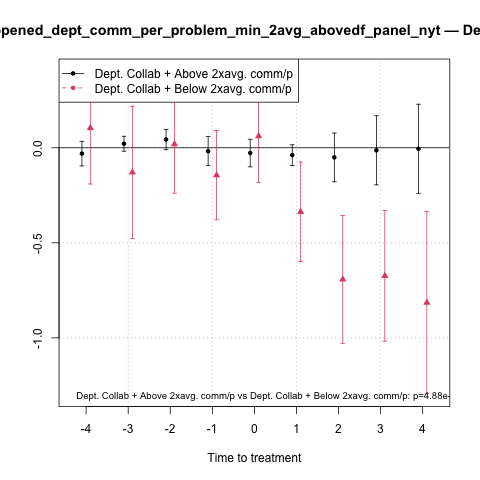 opened_dept_comm_per_problem_min_2avg_abovedf_panel_nyt — De
Dept. Collab + Above 2xavg. comm/p
Dept. Collab + Below 2xavg. comm/p
0.0
-0.5
-1.0
Dept. Collab + Above 2xavg. comm/p vs Dept. Collab + Below 2xavg. comm/p: p=4.88e-
-4 -3 -2 -1 0 1 2 3 4
Time to treatment